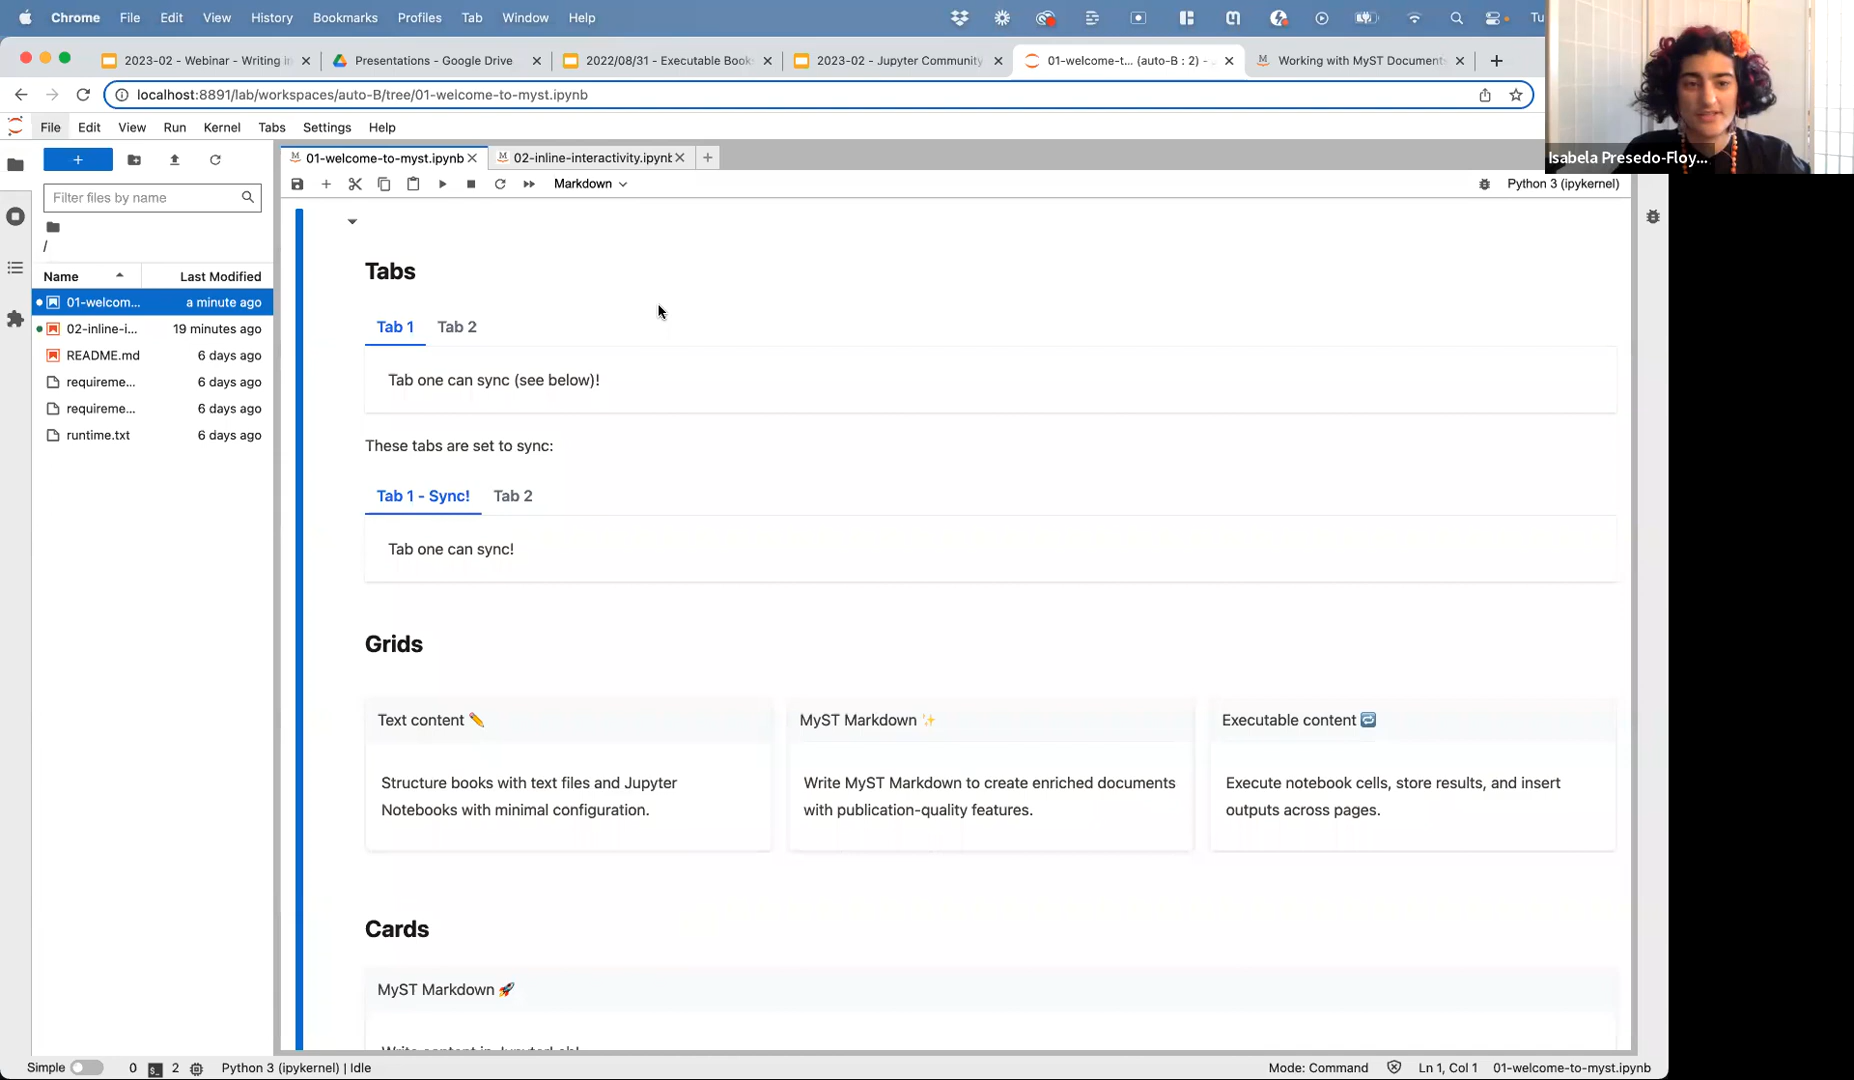 Chrome File Edit View History Bookmarks Profiles Tab Window Help Tu
2023-02 - Webinar - Writing in Presentations - Google Drive 2022/08/31 - Executable Book 2023-02 - Jupyter Community 01-welcome-t... (auto-B : 2) - Working with MyST Document
localhost:8891/lab/workspaces/auto-B/tree/01-welcome-to-myst.ipynb
File Edit View Run Kernel Tabs Settings Help
Isabela Presedo-Floy...
01-welcome-to-myst.ipynb 02-inline-interactivity.ipynb
Markdown Python 3 (ipykernel)
Filter files by name
/
Name Last Modified
01-welcom... a minute ago
02-inline-i... 19 minutes ago
README.md 6 days ago
requireme... 6 days ago
requireme... 6 days ago
runtime.txt 6 days ago
Tabs
Tab 1 Tab 2
Tab one can sync (see below)!
These tabs are set to sync:
Tab 1 - Sync! Tab 2
Tab one can sync!
Grids
Text content ✏️ MyST Markdown ✨ Executable content 🔁
Structure books with text files and Jupyter Write MyST Markdown to create enriched documents Execute notebook cells, store results, and insert
Notebooks with minimal configuration. with publication-quality features. outputs across pages.
Cards
MyST Markdown 🚀
Write content in JupyterLab!
Simple 0 2 Python 3 (ipykernel) | Idle Mode: Command Ln 1, Col 1 01-welcome-to-myst.ipynb